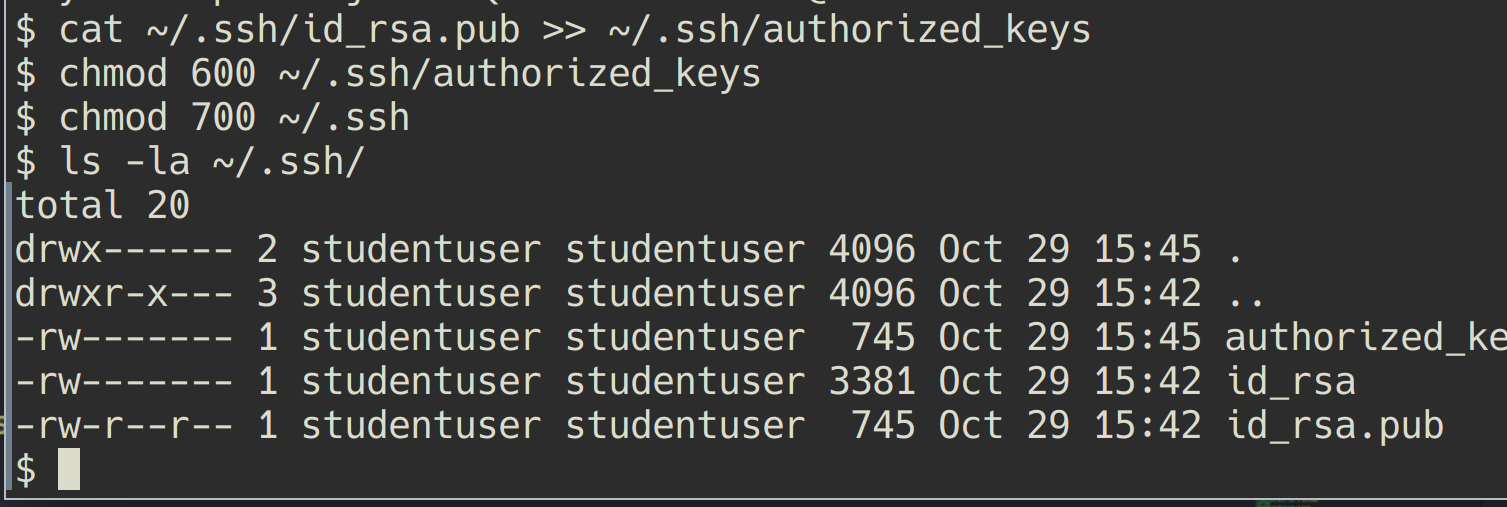 $ cat ~/.ssh/id_rsa.pub >> ~/.ssh/authorized_keys
$ chmod 600 ~/.ssh/authorized_keys
$ chmod 700 ~/.ssh
$ ls -la ~/.ssh/
total 20
drwx------ 2 studentuser studentuser 4096 Oct 29 15:45 .
drwxr-x--- 3 studentuser studentuser 4096 Oct 29 15:42 ..
-rw------- 1 studentuser studentuser  745 Oct 29 15:45 authorized_ke
-rw------- 1 studentuser studentuser 3381 Oct 29 15:42 id_rsa
-rw-r--r-- 1 studentuser studentuser  745 Oct 29 15:42 id_rsa.pub
$